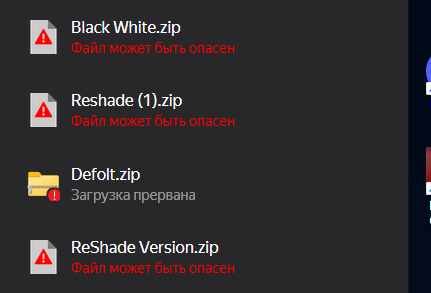 Black White.zip
Файл может быть опасен
Reshade (1).zip
Файл может быть опасен
Defolt.zip
Загрузка прервана
ReShade Version.zip
Файл может быть опасен